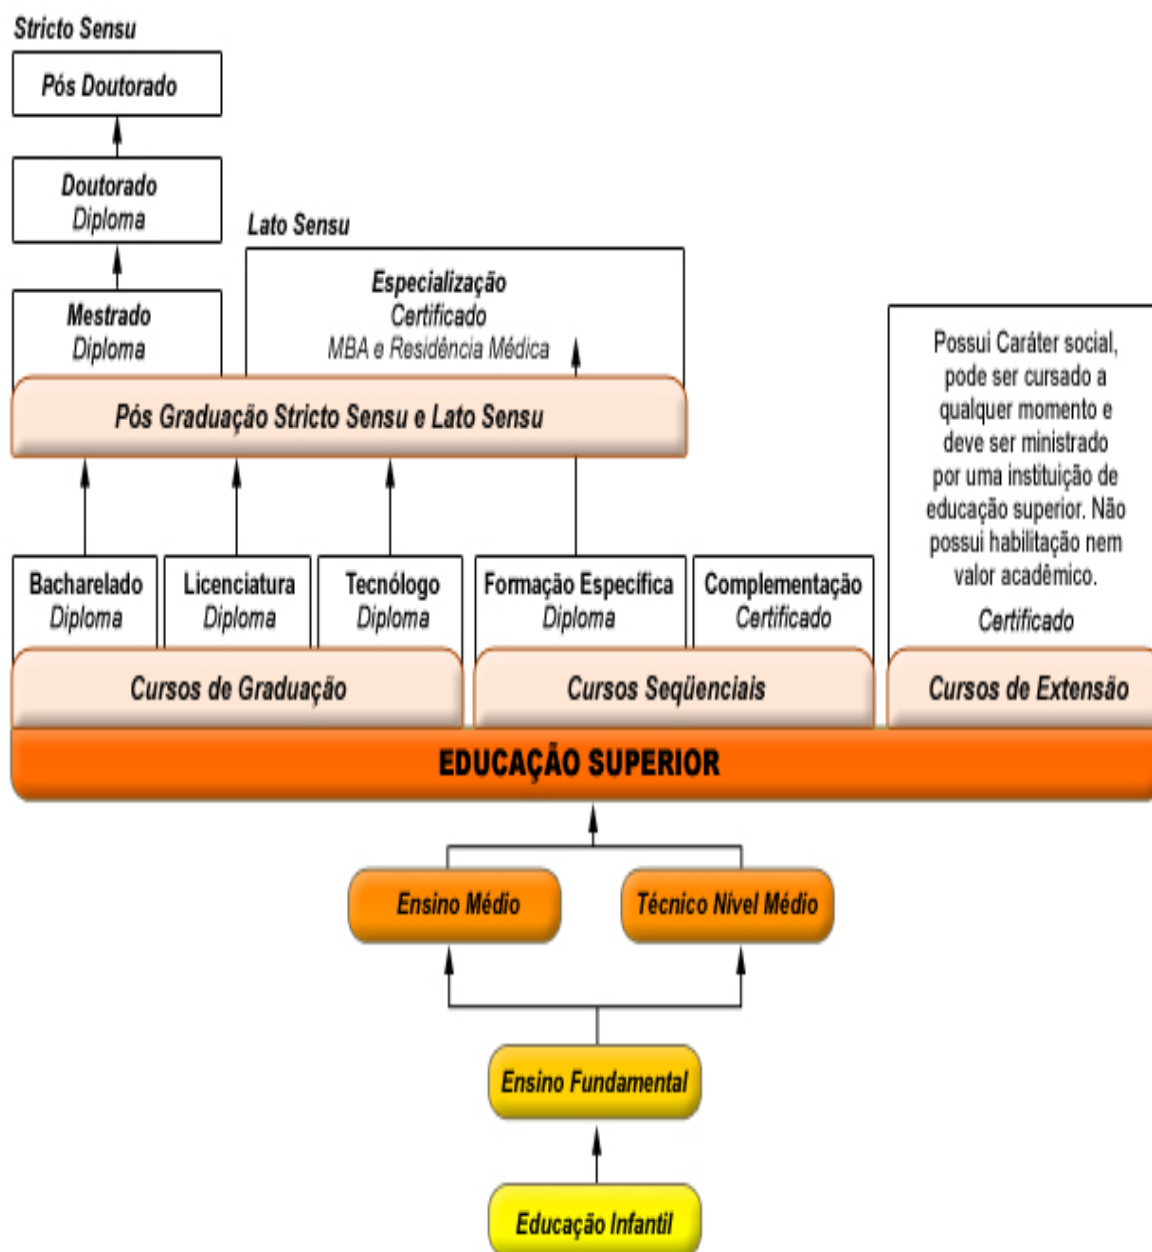 Stricto Sensu
Pós Doutorado
Doutorado
Diploma
Mestrado
Diploma
Lato Sensu
Especialização
Certificado
MBA e Residência Médica
Pós Graduação Stricto Sensu e Lato Sensu
Bacharelado
Diploma
Licenciatura
Diploma
Tecnólogo
Diploma
Formação Específica
Diploma
Complementação
Certificado
Possui Caráter social,
pode ser cursado a
qualquer momento e
deve ser ministrado
por uma instituição de
educação superior. Não
possui habilitação nem
valor acadêmico.
Certificado
Cursos de Graduação
Cursos Seqüenciais
Cursos de Extensão
EDUCAÇÃO SUPERIOR
Ensino Médio
Técnico Nível Médio
Ensino Fundamental
Educação Infantil